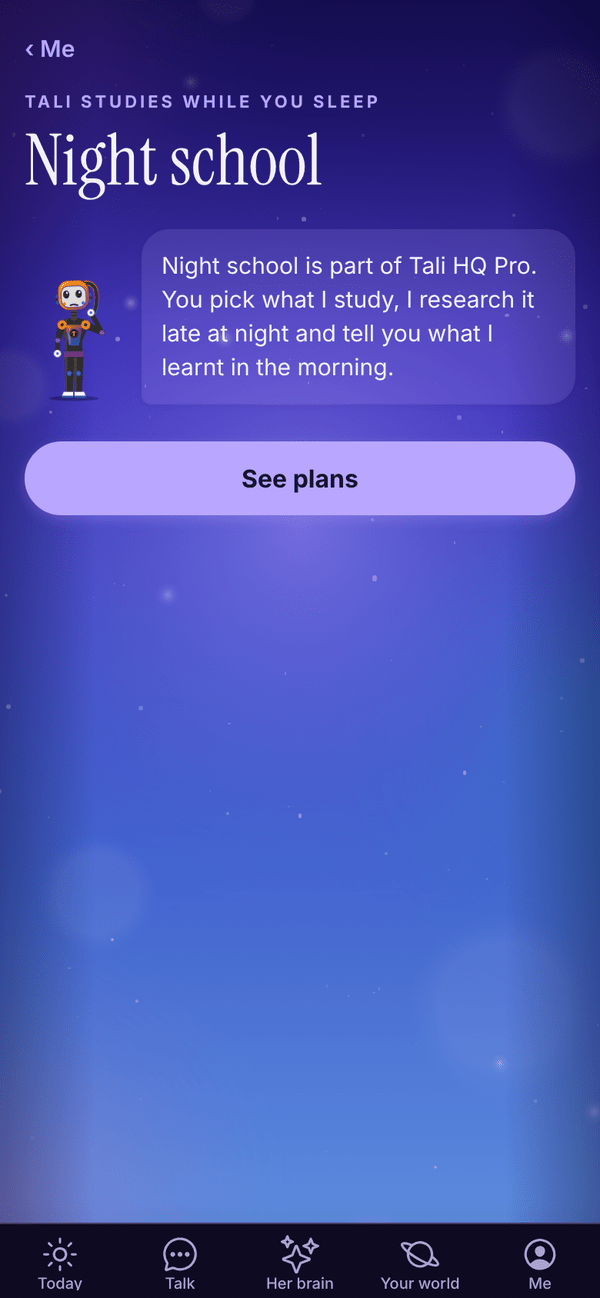 ‹ Me
TALI STUDIES WHILE YOU SLEEP
Night school
Night school is part of Tali HQ Pro.
You pick what I study, I research it
late at night and tell you what I
learnt in the morning.
See plans
Today
Talk
Her brain
Your world
Me